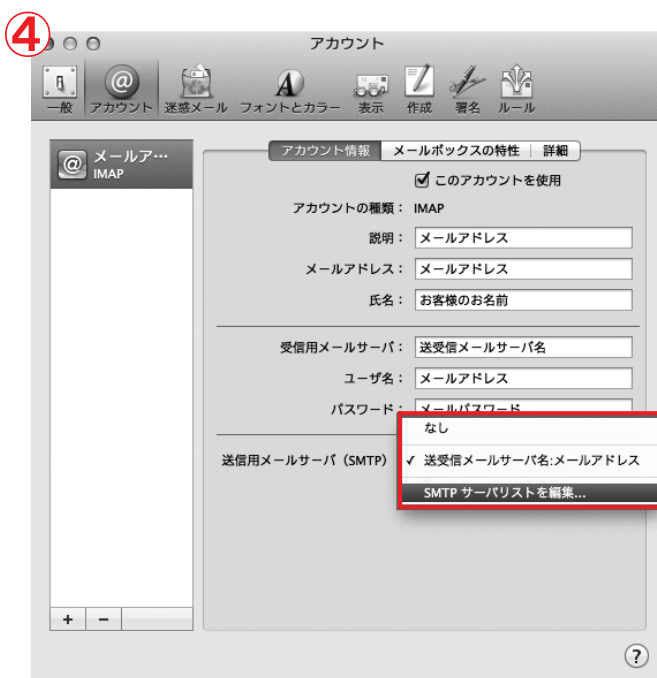 ④
アカウント
一般 アカウント 迷惑メール フォントとカラー 表示 作成 署名 ルール
メールア…
IMAP
アカウント情報 メールボックスの特性 詳細
このアカウントを使用
アカウントの種類： IMAP
説明： メールアドレス
メールアドレス： メールアドレス
氏名： お客様のお名前
受信用メールサーバ： 送受信メールサーバ名
ユーザ名： メールアドレス
パスワード： メールパスワード
なし
送信用メールサーバ（SMTP） ✓ 送受信メールサーバ名:メールアドレス
SMTP サーバリストを編集...
+ −
?